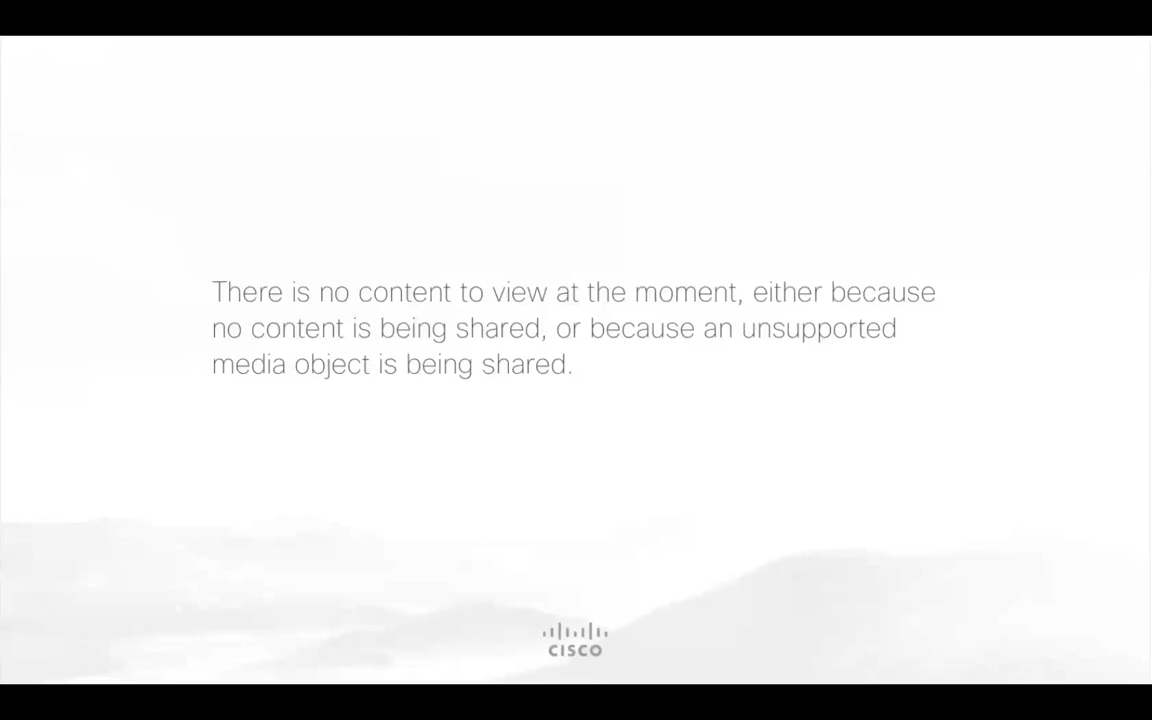 There is no content to view at the moment, either because
no content is being shared, or because an unsupported
media object is being shared.
CISCO